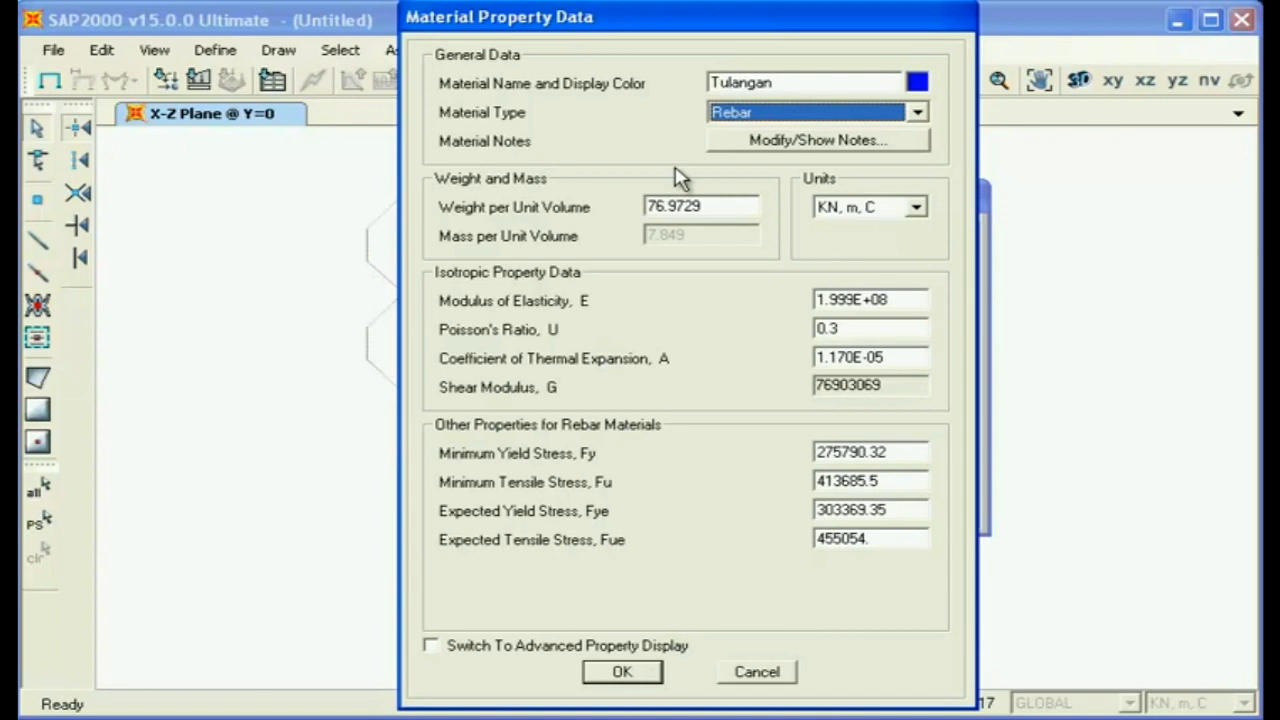 SAP2000 v15.0.0 Ultimate - (Untitled)
Material Property Data
File Edit View Define Draw Select
3D xy xz yz nv
X-Z Plane @ Y=0
General Data
Material Name and Display Color Tulangan
Material Type Rebar
Material Notes Modify/Show Notes...
Weight and Mass
Units
Weight per Unit Volume 76.9729
KN, m, C
Mass per Unit Volume 7.849
Isotropic Property Data
Modulus of Elasticity, E 1.999E+08
Poisson's Ratio, U 0.3
Coefficient of Thermal Expansion, A 1.170E-05
Shear Modulus, G 76903069
Other Properties for Rebar Materials
Minimum Yield Stress, Fy 275790.32
Minimum Tensile Stress, Fu 413685.5
Expected Yield Stress, Fye 303369.35
Expected Tensile Stress, Fue 455054.
all
PS
clr
Switch To Advanced Property Display
OK Cancel
Ready
17 GLOBAL KN, m, C